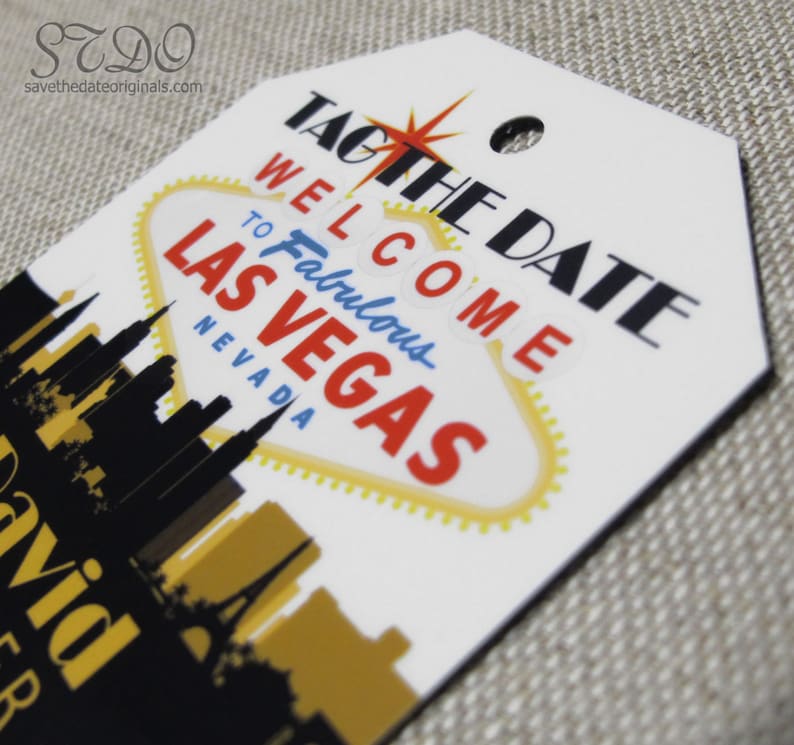 STDO
savethedateoriginals.com
TAG THE DATE
WELCOME
TO Fabulous
LAS VEGAS
NEVADA
David